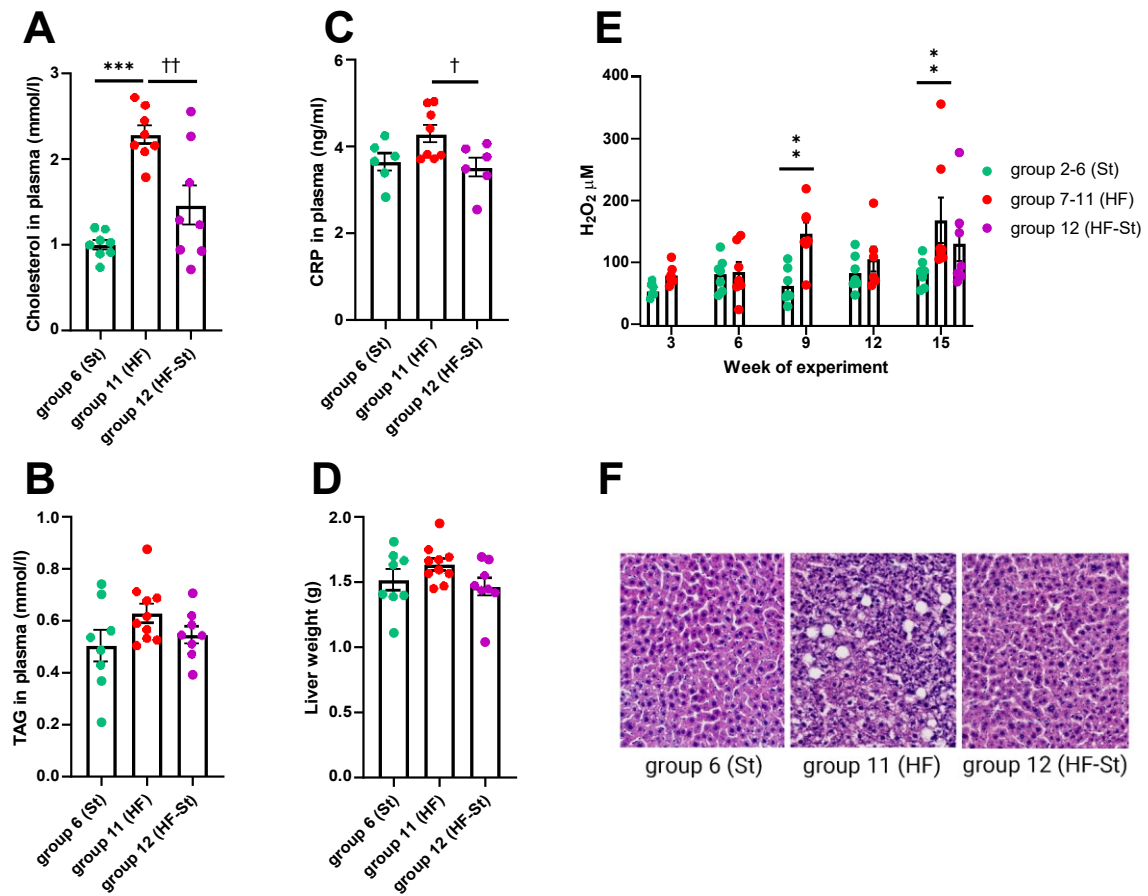 A
Cholesterol in plasma (mmol/l)
3
2
1
0
***
††
group 6 (St)
group 11 (HF)
group 12 (HF-St)
C
CRP in plasma (ng/ml)
6
4
2
0
†
group 6 (St)
group 11 (HF)
group 12 (HF-St)
E
H₂O₂ µM
400
300
200
100
0
**
**
3
6
9
12
15
Week of experiment
group 2-6 (St)
group 7-11 (HF)
group 12 (HF-St)
B
TAG in plasma (mmol/l)
1.0
0.8
0.6
0.4
0.2
0.0
group 6 (St)
group 11 (HF)
group 12 (HF-St)
D
Liver weight (g)
2.0
1.5
1.0
0.5
0.0
group 6 (St)
group 11 (HF)
group 12 (HF-St)
F
group 6 (St)
group 11 (HF)
group 12 (HF-St)